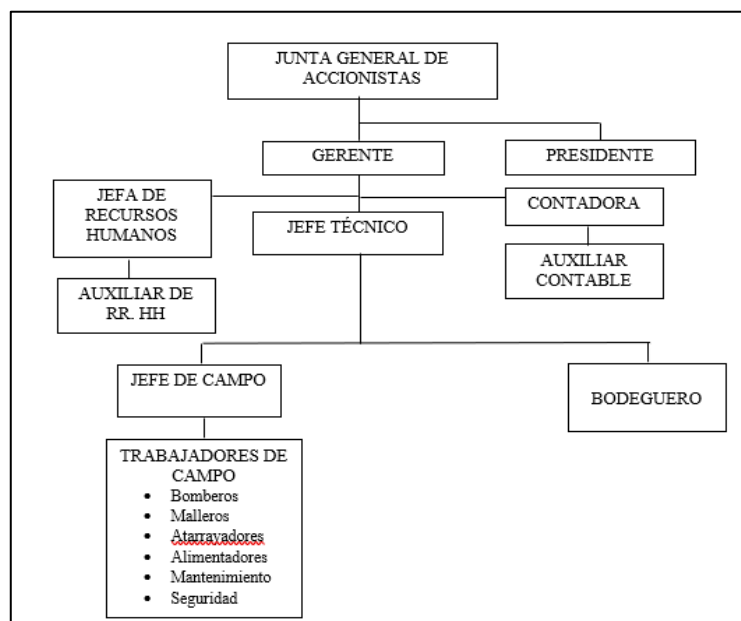 JUNTA GENERAL DE
ACCIONISTAS
GERENTE
PRESIDENTE
JEFA DE
RECURSOS
HUMANOS
JEFE TÉCNICO
CONTADORA
AUXILIAR DE
RR. HH
AUXILIAR
CONTABLE
JEFE DE CAMPO
BODEGUERO
TRABAJADORES DE
CAMPO
• Bomberos
• Malleros
• Atarrayadores
• Alimentadores
• Mantenimiento
• Seguridad